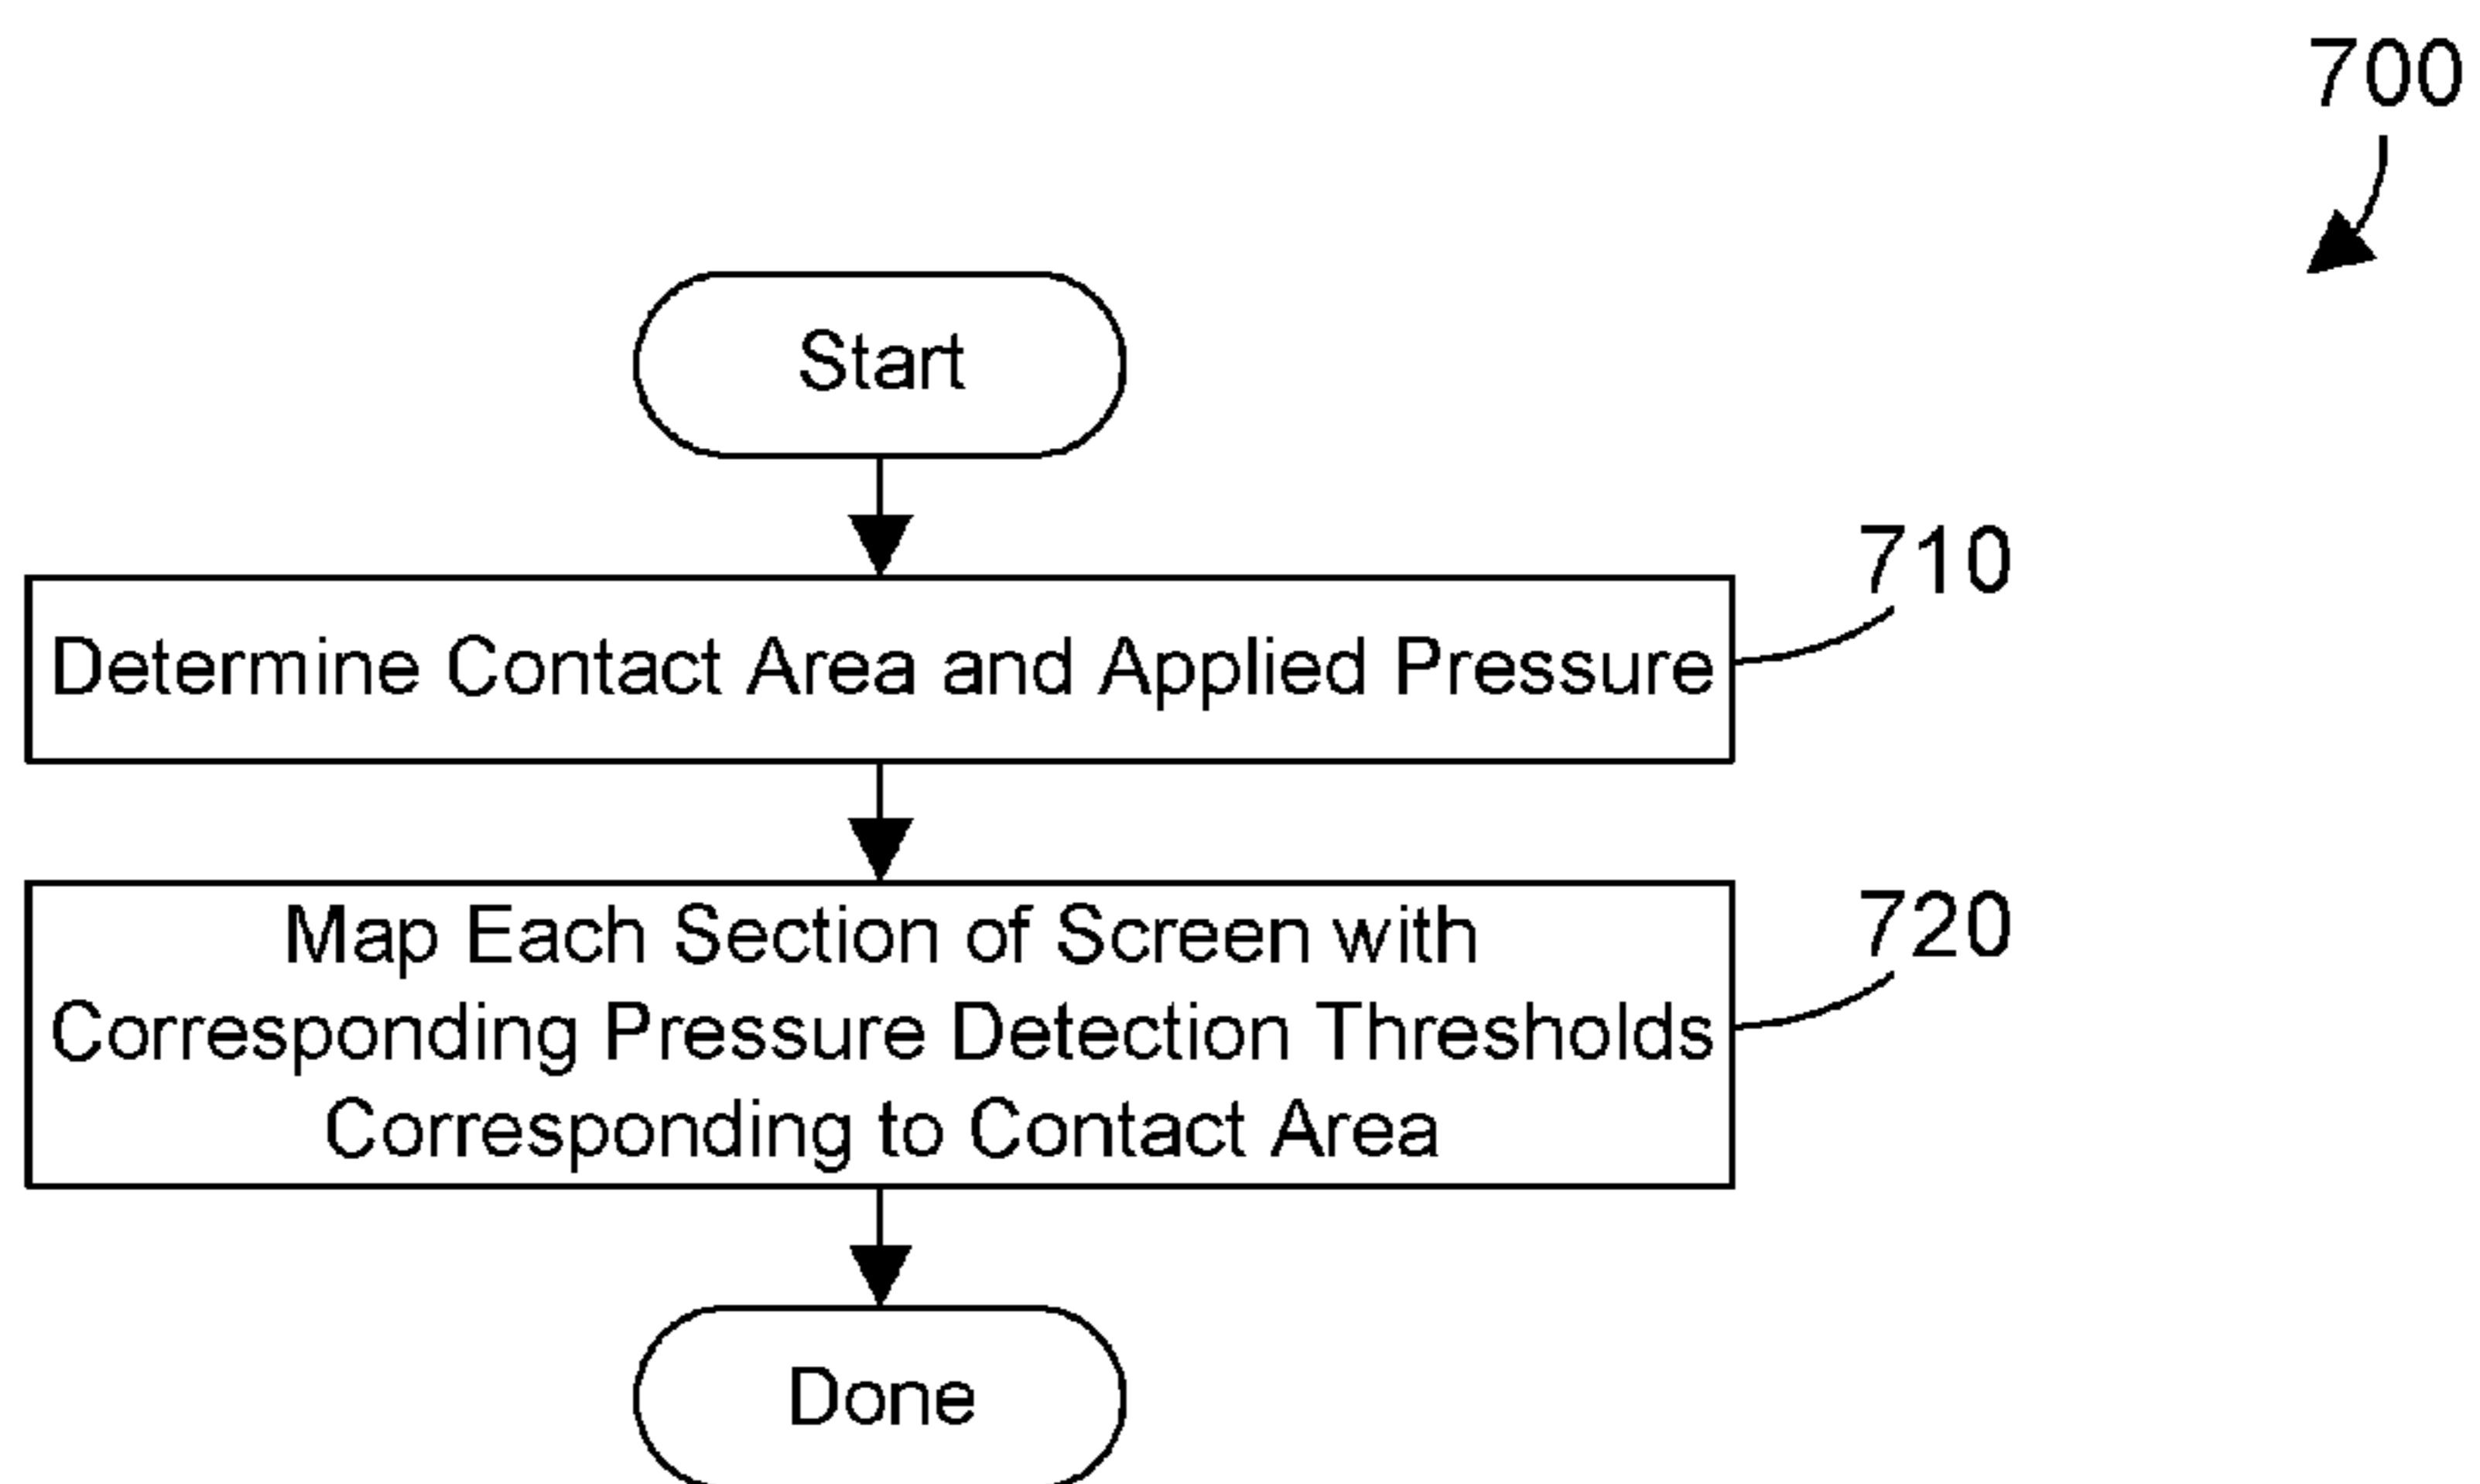 700
Start
710
Determine Contact Area and Applied Pressure
720
Map Each Section of Screen with
Corresponding Pressure Detection Thresholds
Corresponding to Contact Area
Done